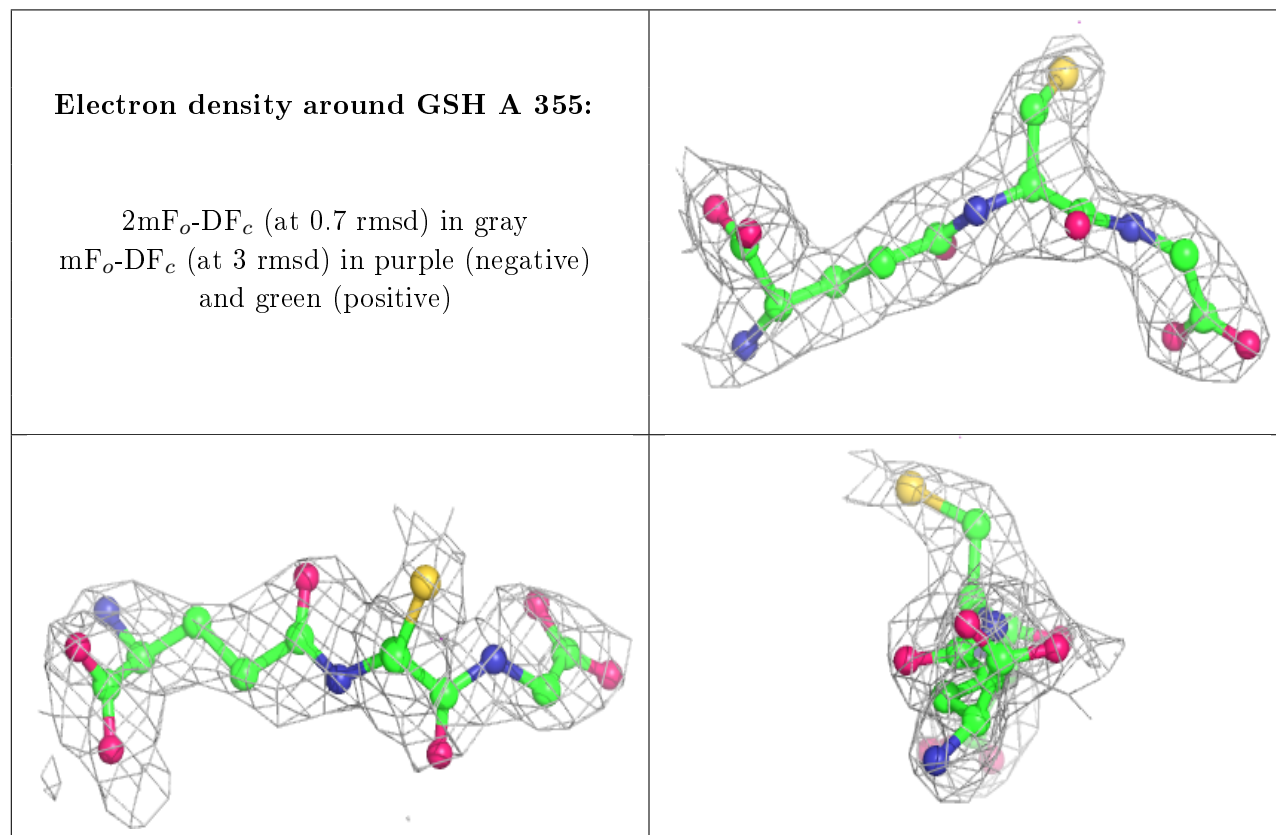 Electron density around GSH A 355:
2mFₒ-DF𝒸 (at 0.7 rmsd) in gray
mFₒ-DF𝒸 (at 3 rmsd) in purple (negative)
and green (positive)